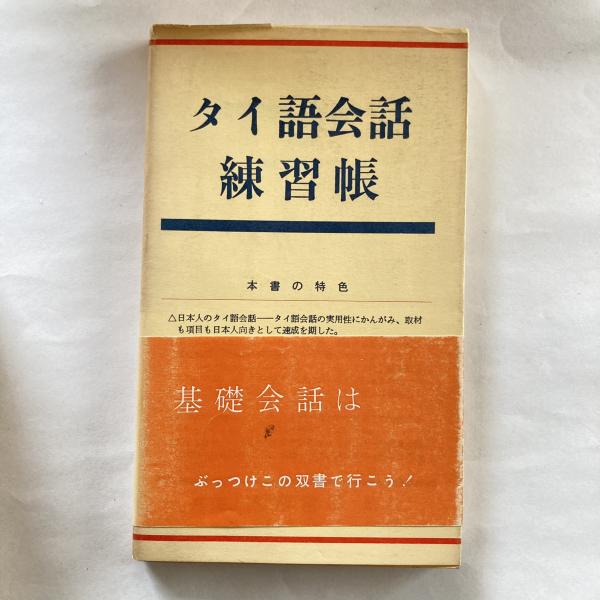 タイ語会話
練習帳
本書の特色
△日本人のタイ語会話――タイ語会話の実用性にかんがみ、取材
も項目も日本人向きとして速成を期した。
基礎会話は
ぶっつけこの双書で行こう!